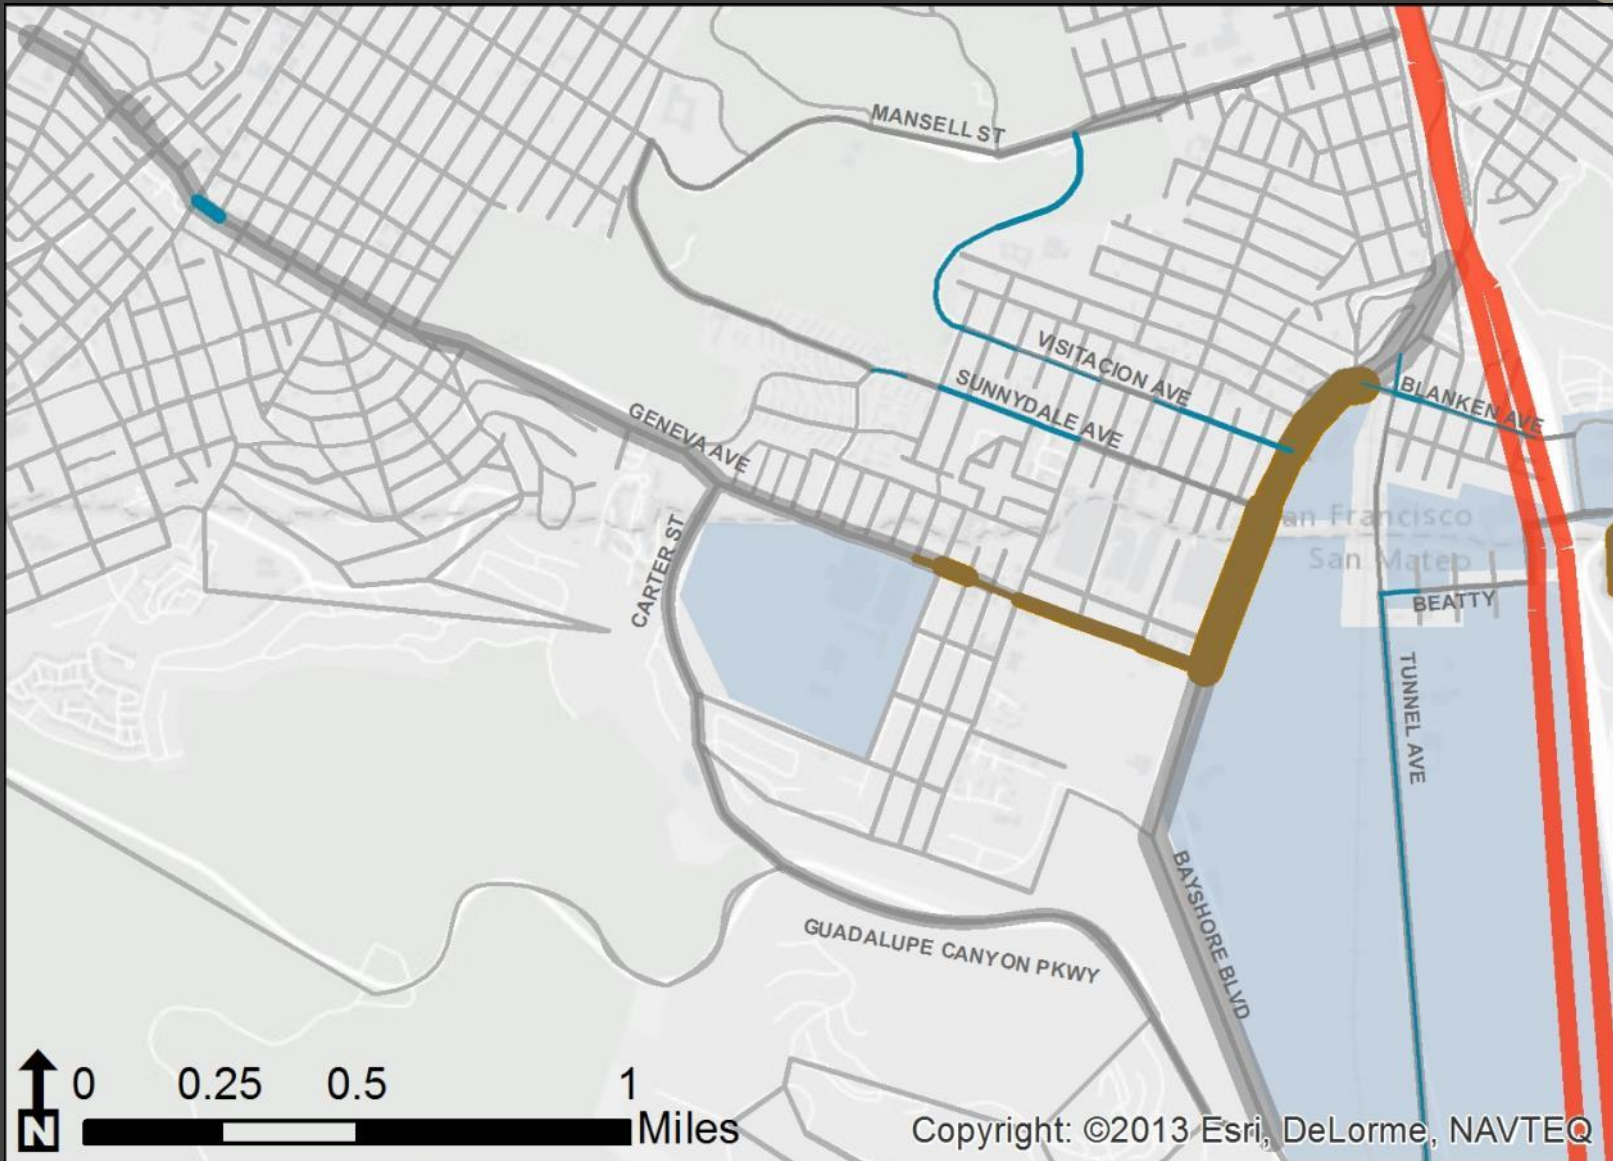 MANSELL ST
VISITACION AVE
SUNNYDALE AVE
BLANKEN AVE
GENEVA AVE
San Francisco
San Mateo
CARTER ST
BEATTY
TUNNEL AVE
BAYSHORE BLVD
GUADALUPE CANYON PKWY
0 0.25 0.5 1
N Miles
Copyright: ©2013 Esri, DeLorme, NAVTEQ